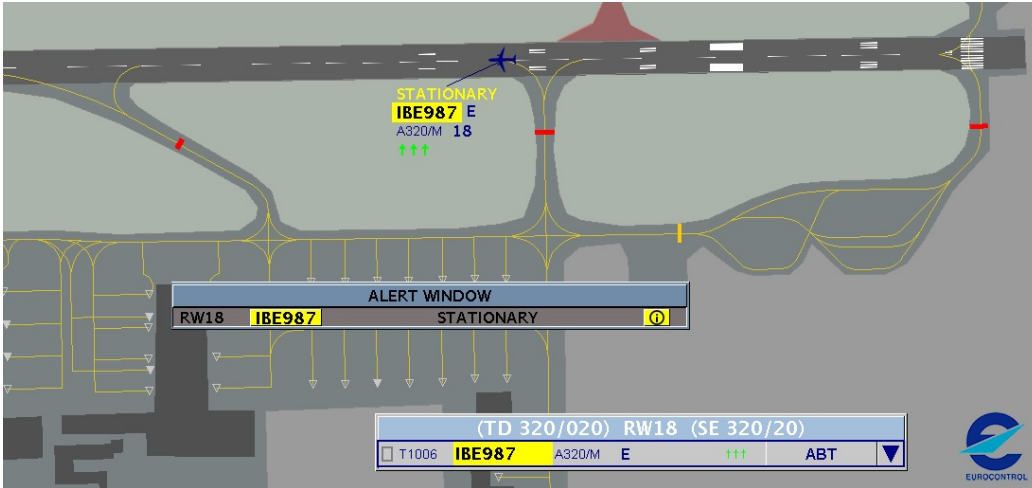 STATIONARY
IBE987 E
A320/M 18
↑↑↑
ALERT WINDOW
RW18 IBE987 STATIONARY ⓘ
(TD 320/020) RW18 (SE 320/20)
T1006 IBE987 A320/M E ↑↑↑ ABT ▼
EUROCONTROL